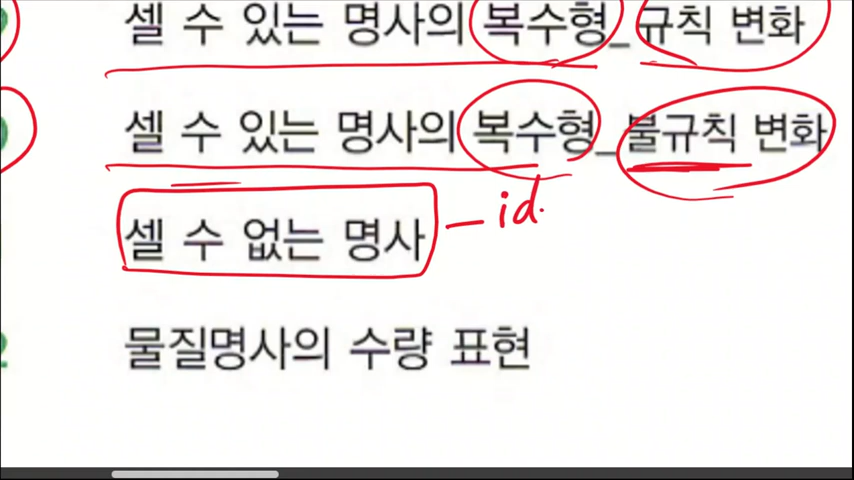 셀 수 있는 명사의 복수형_규칙 변화
셀 수 있는 명사의 복수형_불규칙 변화
셀 수 없는 명사 – id.
물질명사의 수량 표현